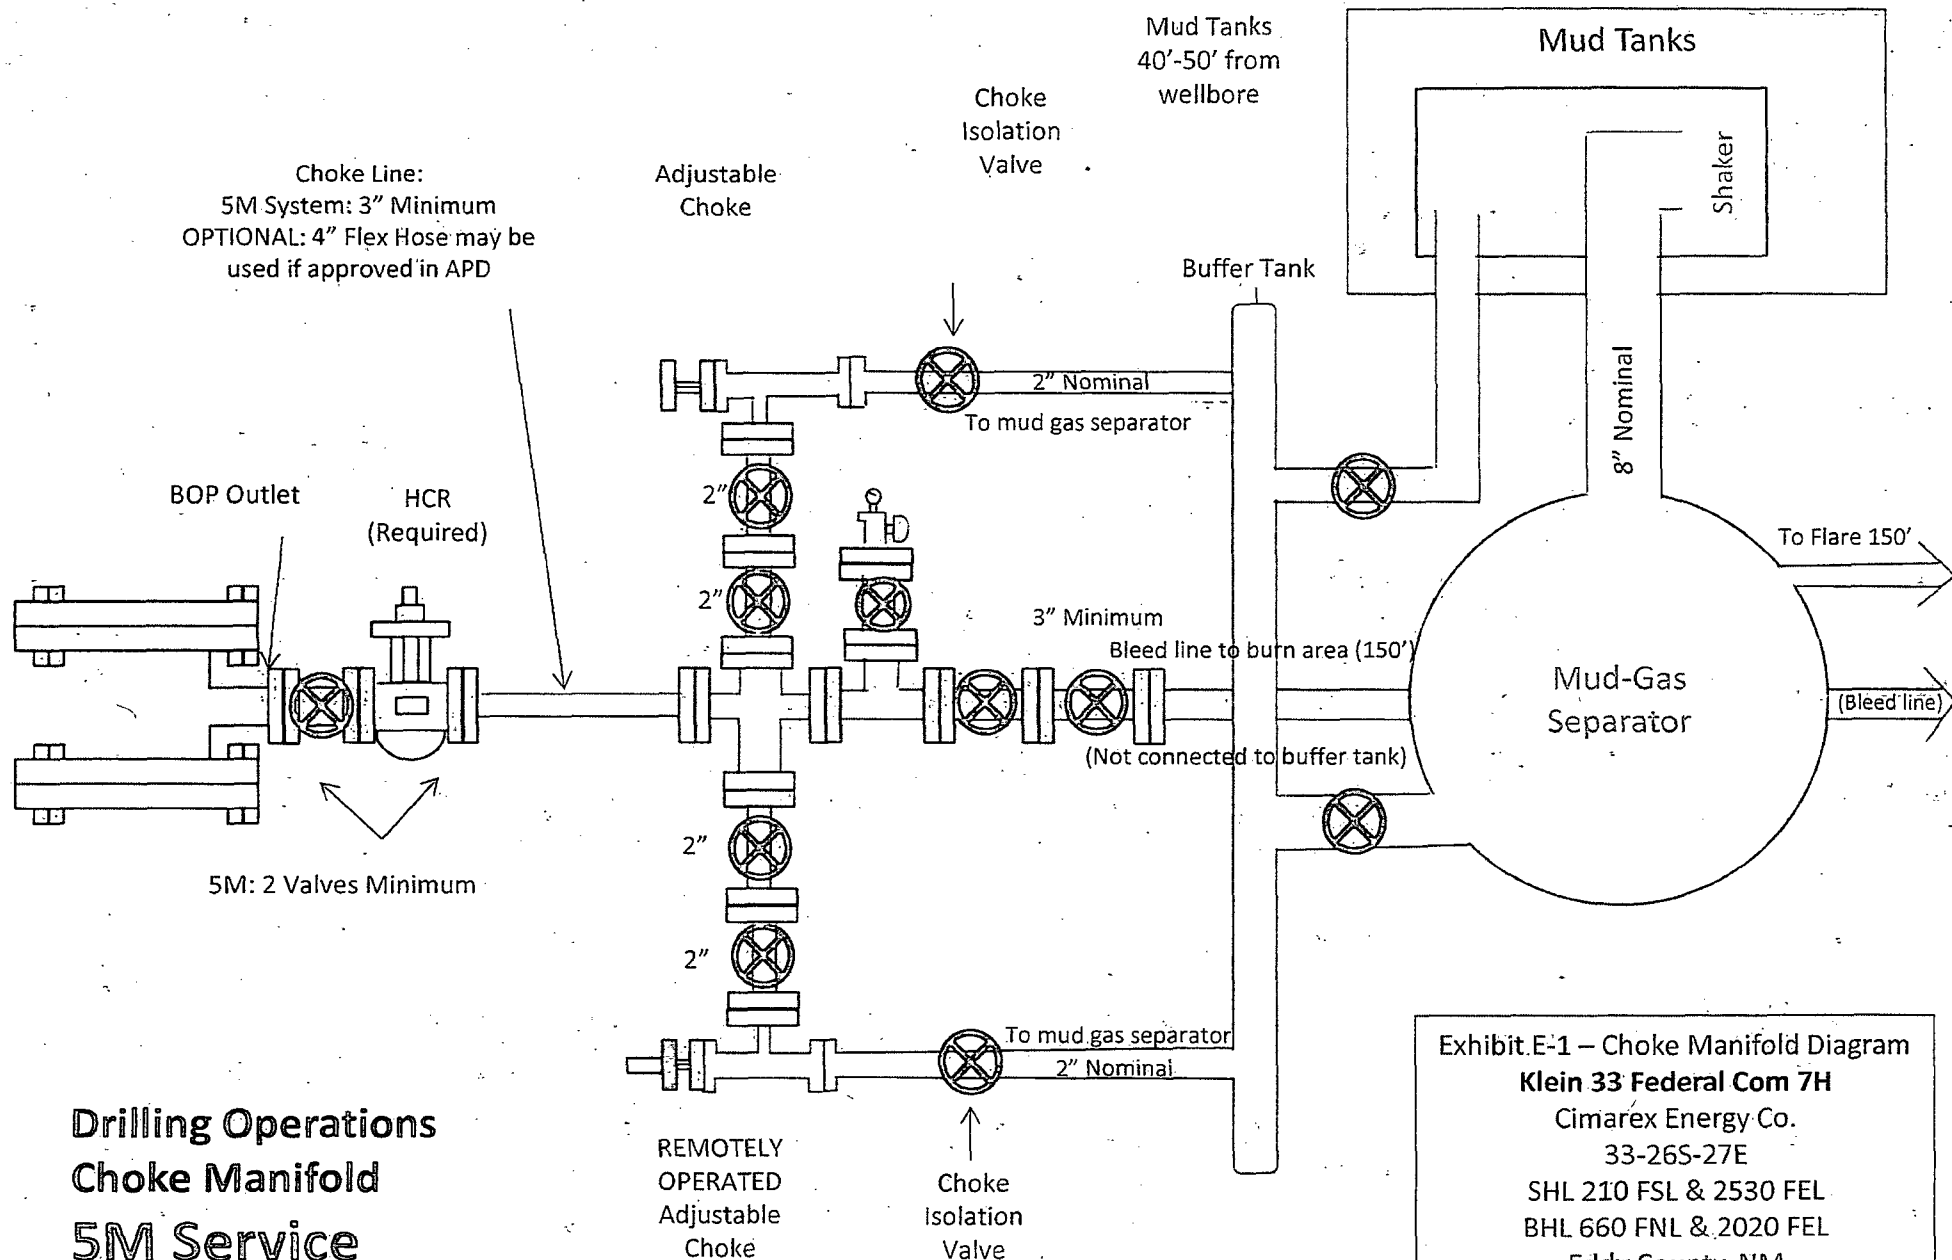 Mud Tanks
40'-50' from
wellbore
Mud Tanks
Shaker
Choke
Isolation
Valve
Choke Line:
5M System: 3" Minimum
OPTIONAL: 4" Flex Hose may be
used if approved in APD
Adjustable
Choke
Buffer Tank
2" Nominal
To mud gas separator
8" Nominal
BOP Outlet
HCR
(Required)
2"
2"
To Flare 150'
3" Minimum
Bleed line to burn area (150')
Mud-Gas
Separator
(Bleed line)
(Not connected to buffer tank)
5M: 2 Valves Minimum
2"
2"
To mud gas separator
2" Nominal
REMOTELY
OPERATED
Adjustable
Choke
Choke
Isolation
Valve
Drilling Operations
Choke Manifold
5M Service
Exhibit E-1 – Choke Manifold Diagram
Klein 33 Federal Com 7H
Cimarex Energy Co.
33-26S-27E
SHL 210 FSL & 2530 FEL
BHL 660 FNL & 2020 FEL
Eddy County, NM